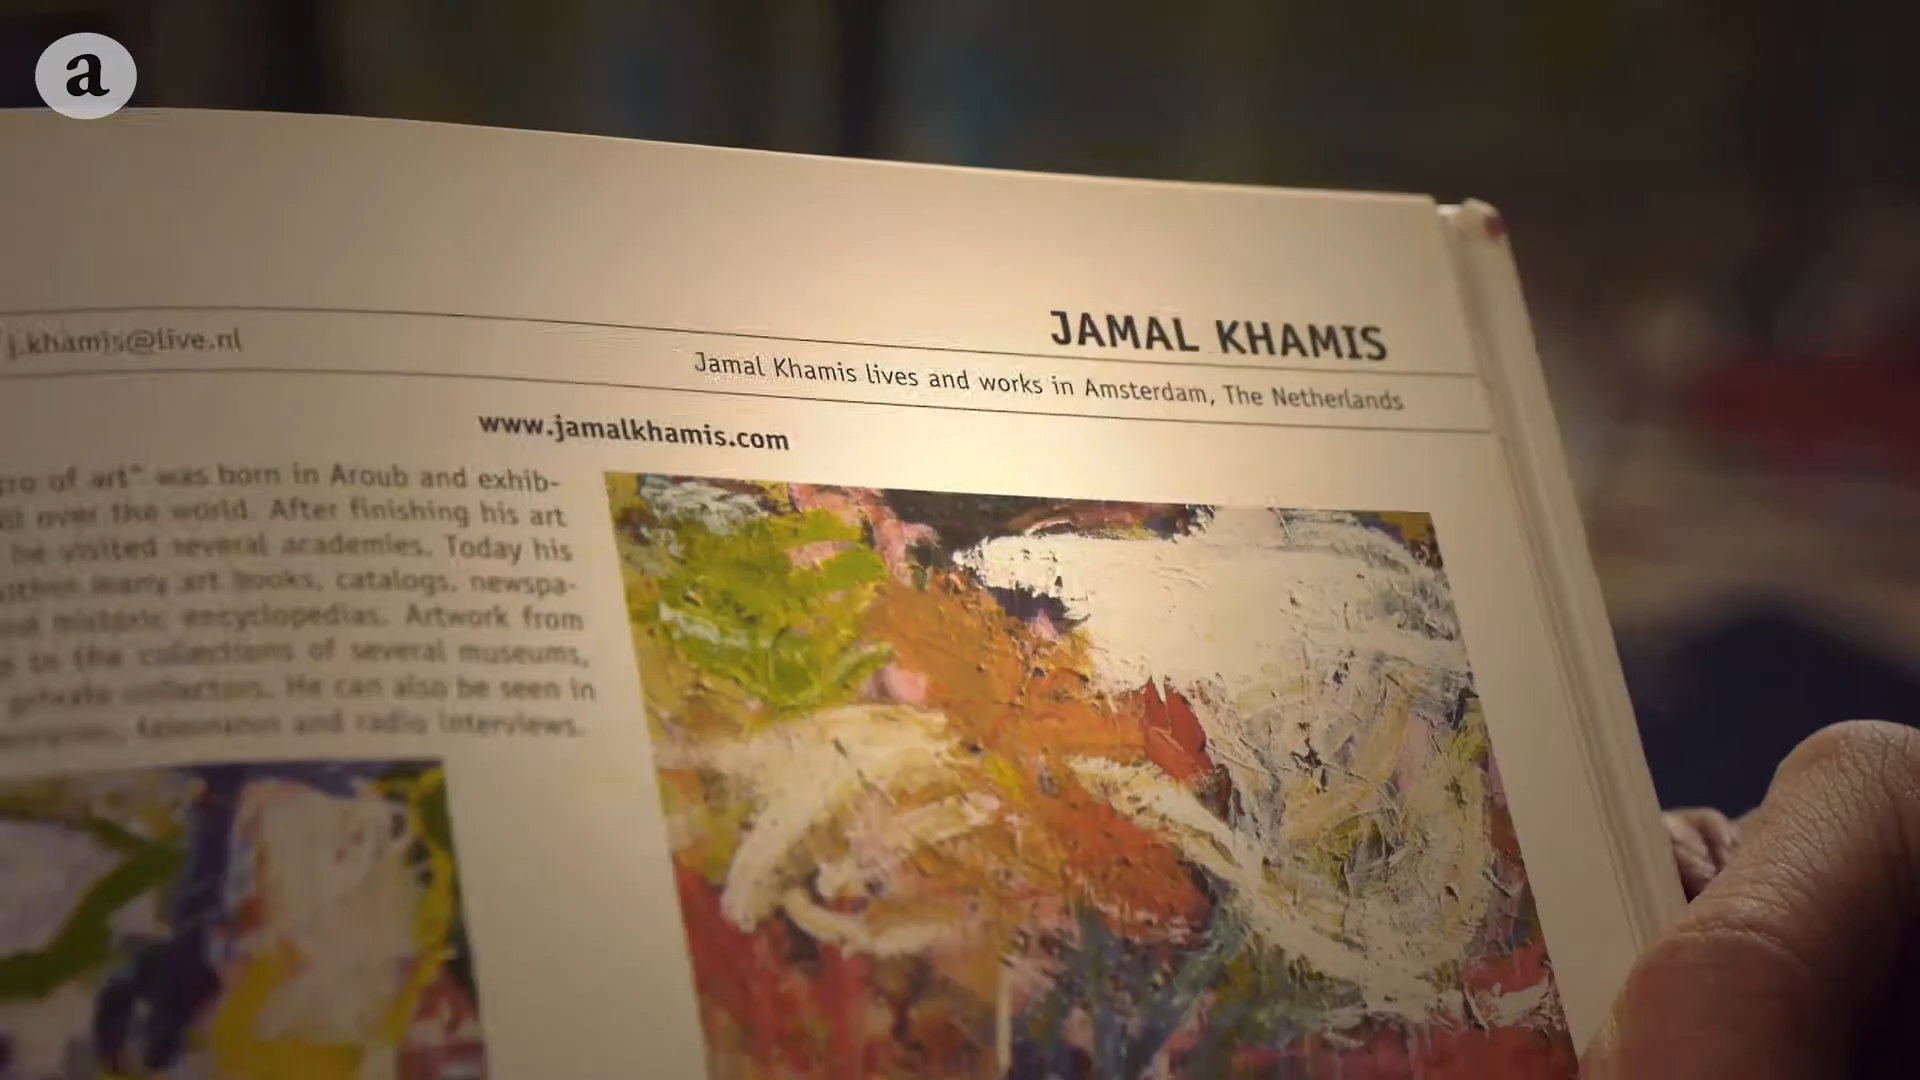 a
JAMAL KHAMIS
j.khamis@live.nl
Jamal Khamis lives and works in Amsterdam, The Netherlands
www.jamalkhamis.com
of art" was born in Aroub and exhib-
over the world. After finishing his art
he visited several academies. Today his
many art books, catalogs, newspa-
encyclopedias. Artwork from
to the collections of several museums,
private collectors. He can also be seen in
and radio interviews.